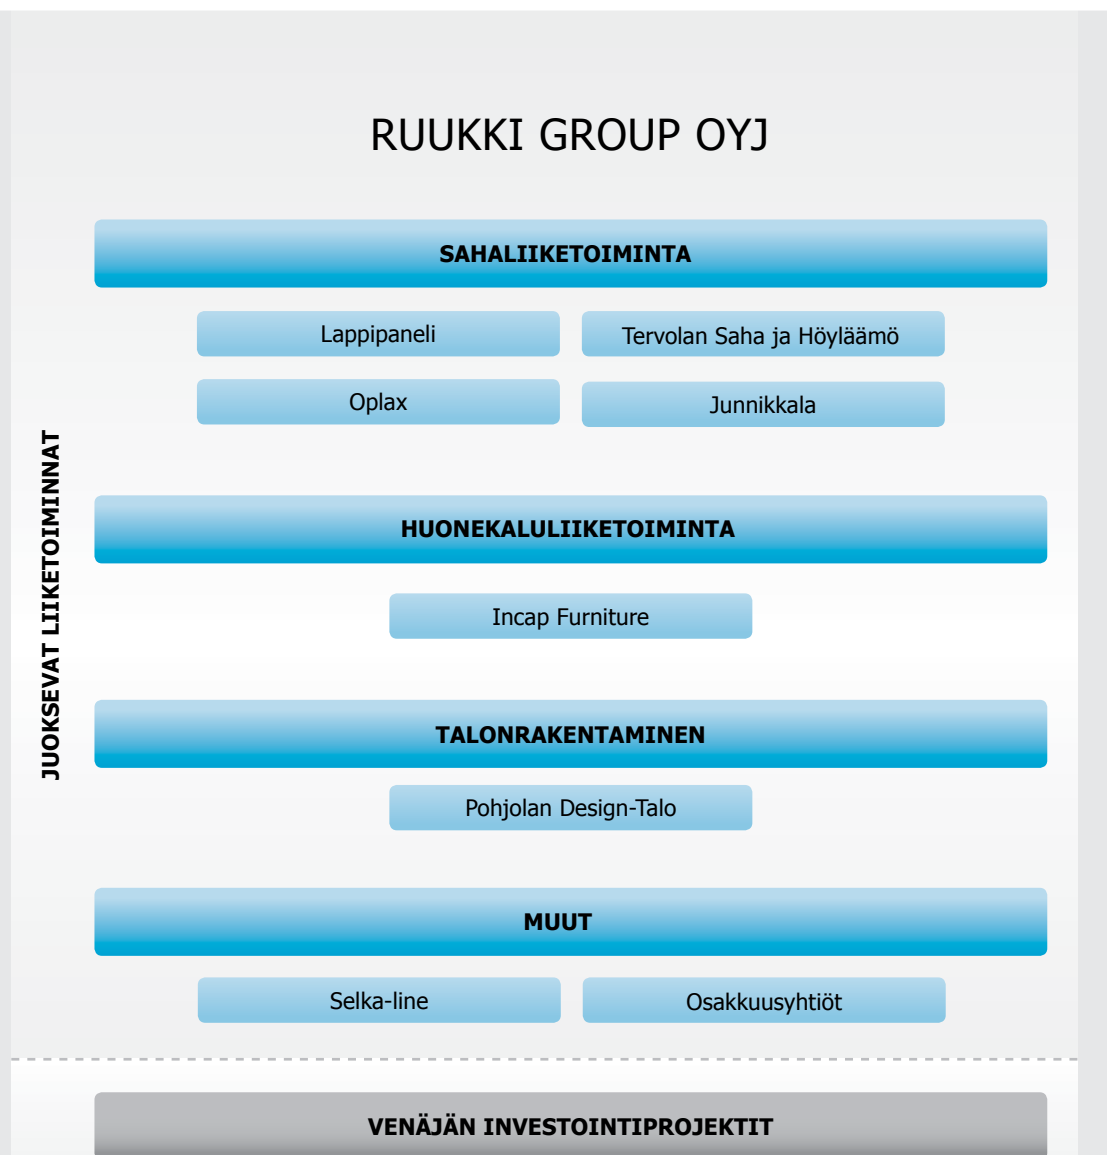 RUUKKI GROUP OYJ
JUOKSEVAT LIIKETOIMINNAT
SAHALIIKETOIMINTA
Lappipaneli
Tervolan Saha ja Höyläämö
Oplax
Junnikkala
HUONEKALULIIKETOIMINTA
Incap Furniture
TALONRAKENTAMINEN
Pohjolan Design-Talo
MUUT
Selka-line
Osakkuusyhtiöt
VENÄJÄN INVESTOINTIPROJEKTIT